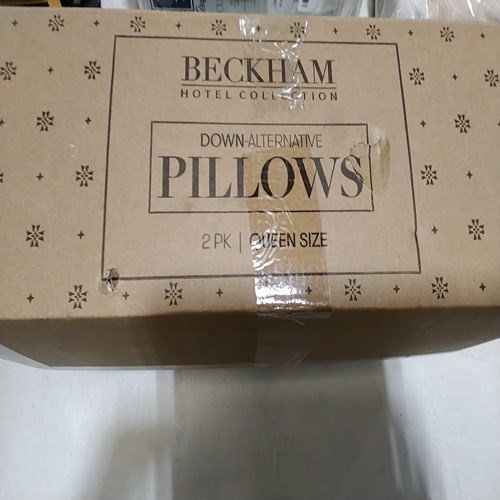 BECKHAM
HOTEL COLLECTION
DOWN-ALTERNATIVE
PILLOWS
2 PK | QUEEN SIZE